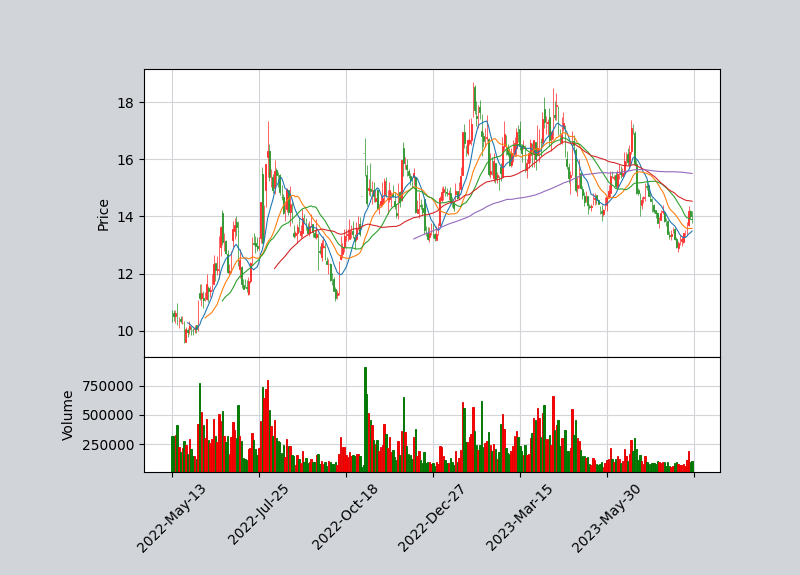 Price
18
16
14
12
10
Volume
750000
500000
250000
2022-May-13
2022-Jul-25
2022-Oct-18
2022-Dec-27
2023-Mar-15
2023-May-30